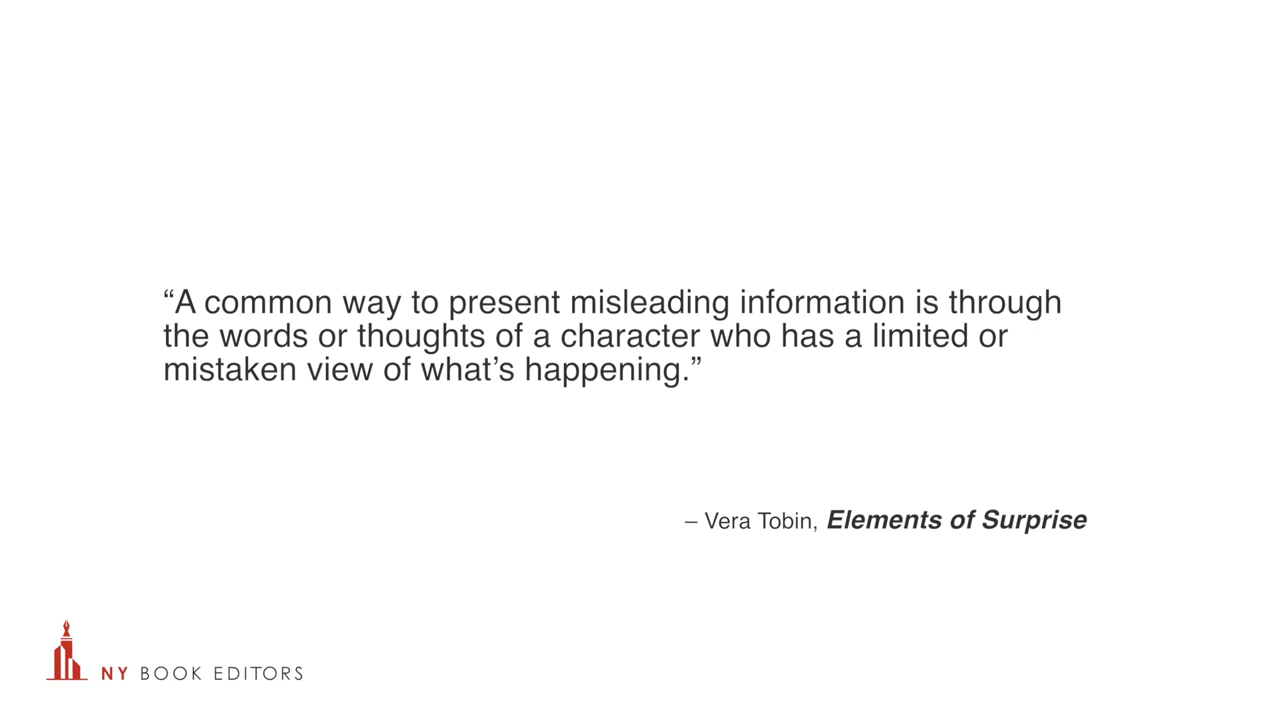 “A common way to present misleading information is through
the words or thoughts of a character who has a limited or
mistaken view of what’s happening.”
– Vera Tobin, Elements of Surprise
NY BOOK EDITORS